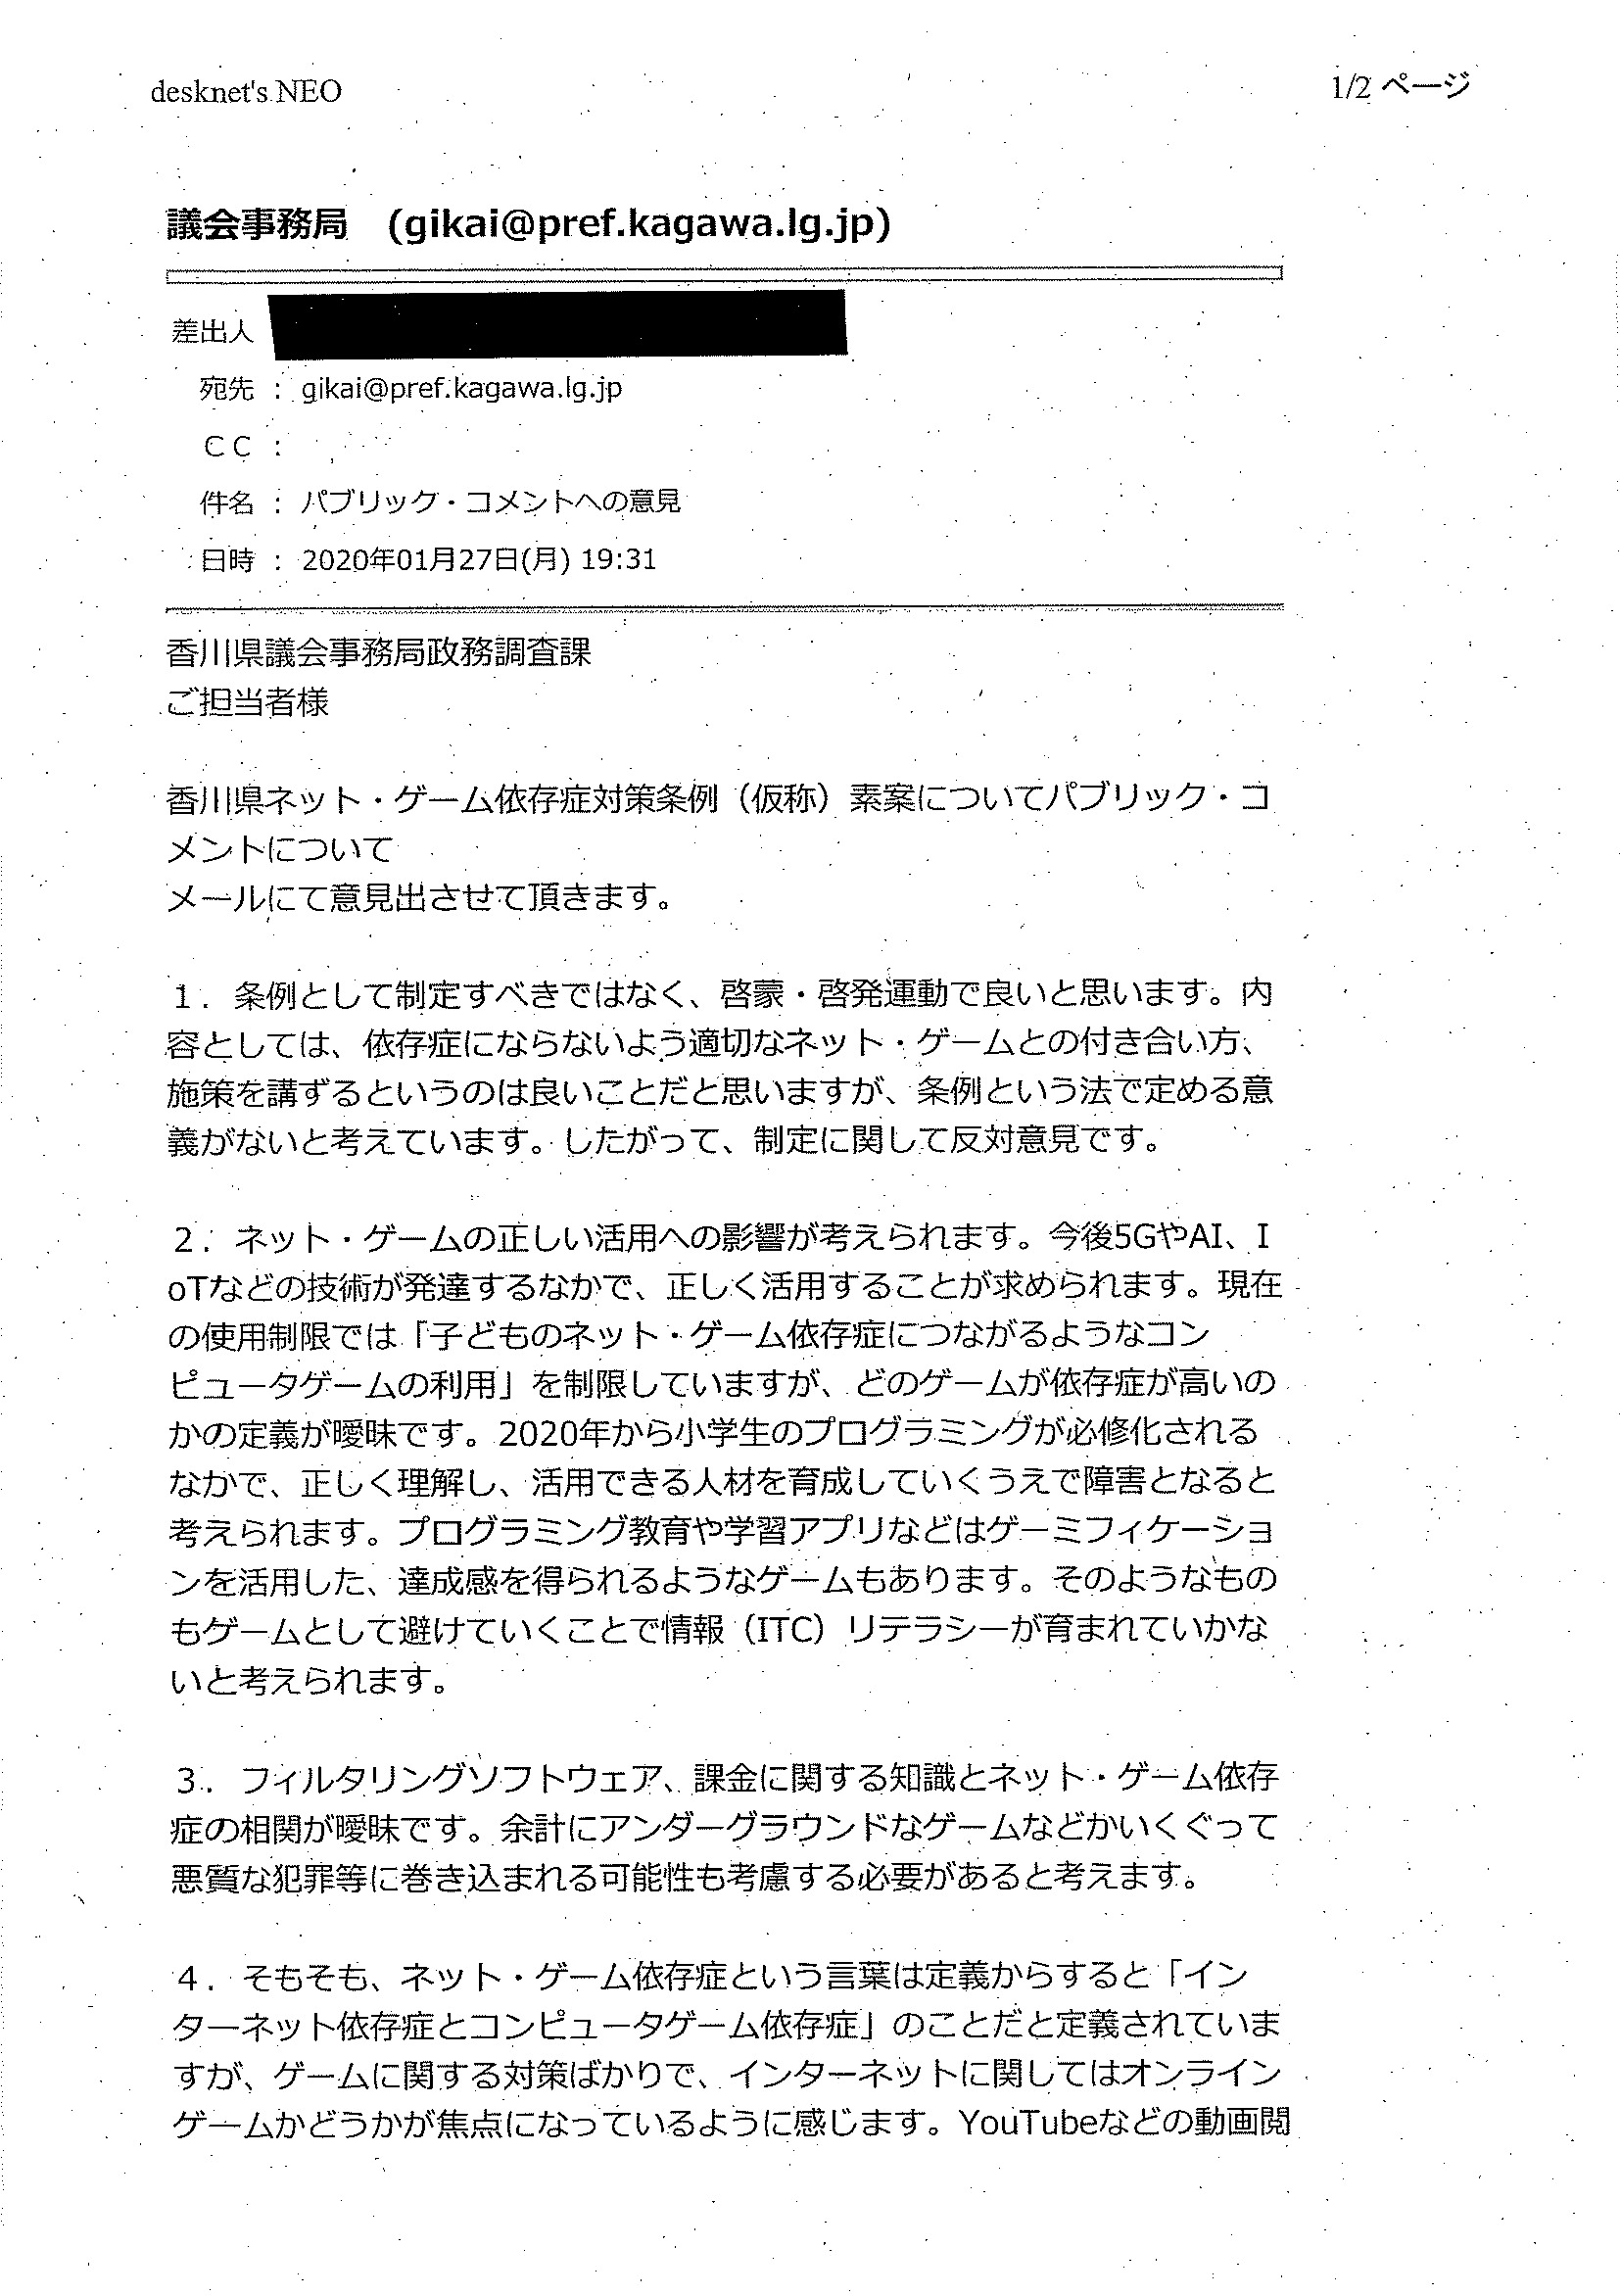 desknet's NEO
1/2 ページ
議会事務局　(gikai@pref.kagawa.lg.jp)
差出人
宛先 ： gikai@pref.kagawa.lg.jp
ＣＣ ：
件名 ： パブリック・コメントへの意見
日時 ： 2020年01月27日(月) 19:31
香川県議会事務局政務調査課
ご担当者様
香川県ネット・ゲーム依存症対策条例（仮称）素案についてパブリック・コ
メントについて
メールにて意見出させて頂きます。
１．条例として制定すべきではなく、啓蒙・啓発運動で良いと思います。内
容としては、依存症にならないよう適切なネット・ゲームとの付き合い方、
施策を講ずるというのは良いことだと思いますが、条例という法で定める意
義がないと考えています。したがって、制定に関して反対意見です。
２．ネット・ゲームの正しい活用への影響が考えられます。今後5GやAI、I
oTなどの技術が発達するなかで、正しく活用することが求められます。現在
の使用制限では「子どものネット・ゲーム依存症につながるようなコン
ピュータゲームの利用」を制限していますが、どのゲームが依存症が高いの
かの定義が曖昧です。2020年から小学生のプログラミングが必修化される
なかで、正しく理解し、活用できる人材を育成していくうえで障害となると
考えられます。プログラミング教育や学習アプリなどはゲーミフィケーショ
ンを活用した、達成感を得られるようなゲームもあります。そのようなもの
もゲームとして避けていくことで情報（ITC）リテラシーが育まれていかな
いと考えられます。
３．フィルタリングソフトウェア、課金に関する知識とネット・ゲーム依存
症の相関が曖昧です。余計にアンダーグラウンドなゲームなどかいくぐって
悪質な犯罪等に巻き込まれる可能性も考慮する必要があると考えます。
４．そもそも、ネット・ゲーム依存症という言葉は定義からすると「イン
ターネット依存症とコンピュータゲーム依存症」のことだと定義されていま
すが、ゲームに関する対策ばかりで、インターネットに関してはオンライン
ゲームかどうかが焦点になっているように感じます。YouTubeなどの動画閲